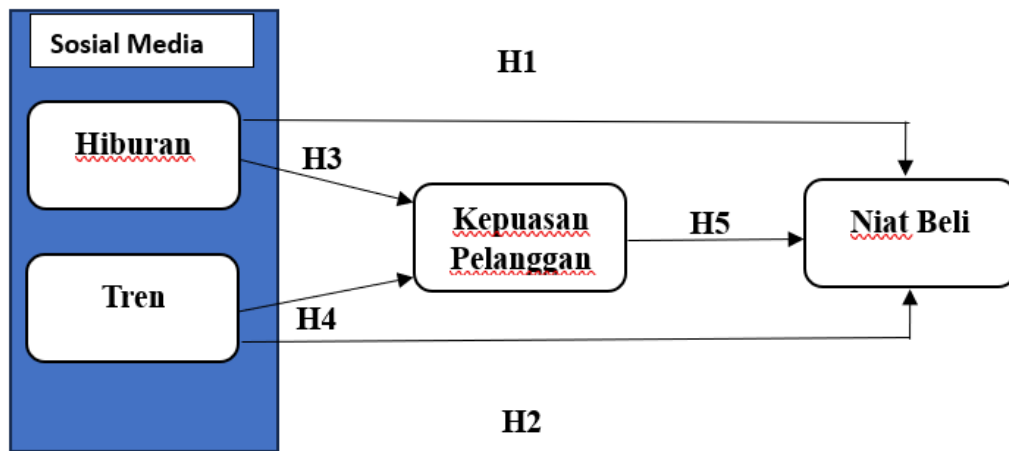 Sosial Media
H1
Hiburan
H3
Kepuasan
Pelanggan
H5
Niat Beli
Tren
H4
H2